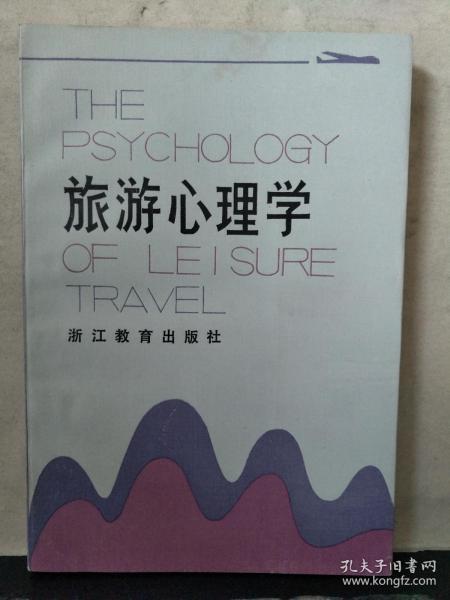 THE
PSYCHOLOGY
旅游心理学
OF LEISURE
TRAVEL
浙江教育出版社
孔夫子旧书网
www.kongfz.com